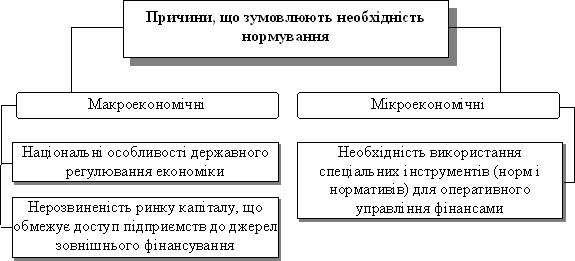 Причини, що зумовлюють необхідність
нормування
Макроекономічні
Мікроекономічні
Національні особливості державного
регулювання економіки
Необхідність використання
спеціальних інструментів (норм і
нормативів) для оперативного
управління фінансами
Нерозвиненість ринку капіталу, що
обмежує доступ підприємств до джерел
зовнішнього фінансування